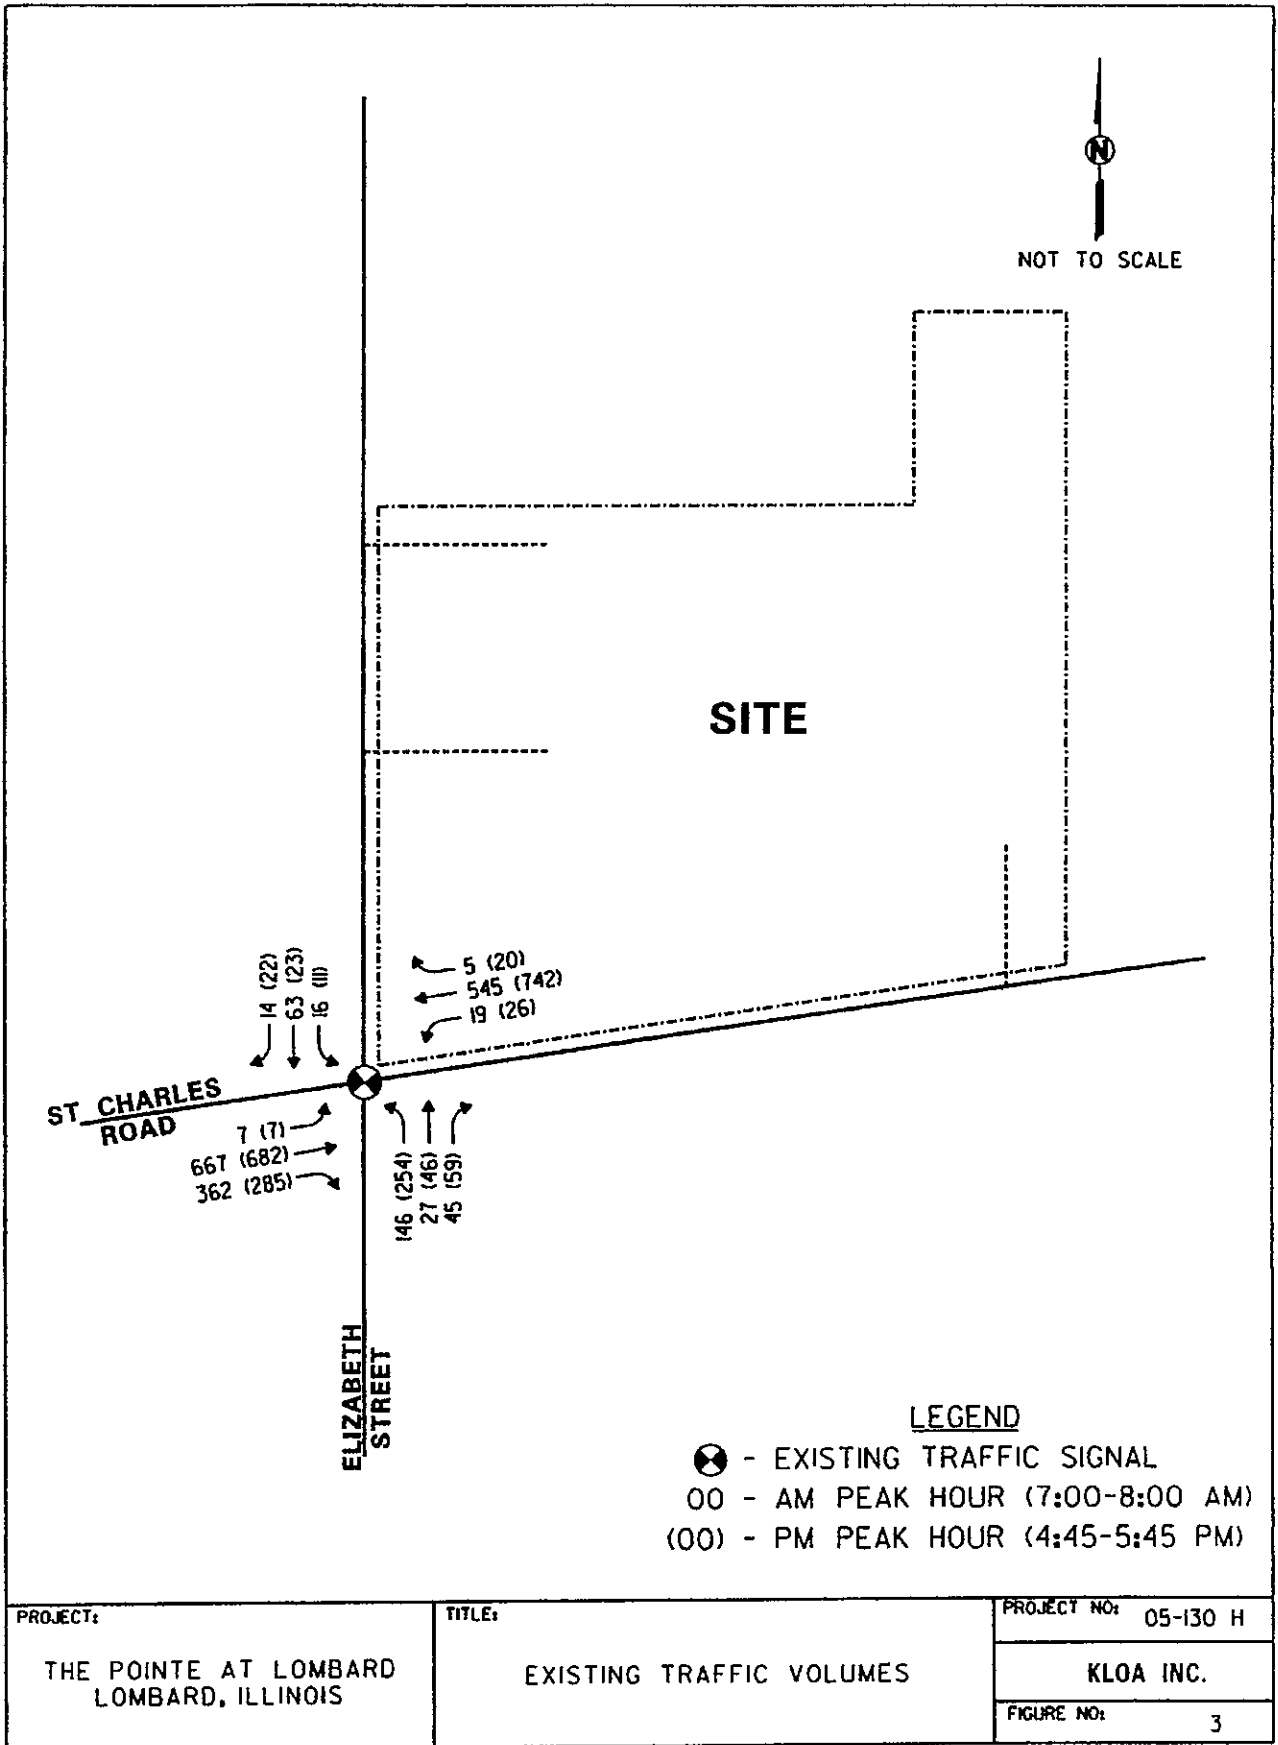 N
NOT TO SCALE
SITE
14 (22)
63 (23)
16 (11)
5 (20)
545 (742)
19 (26)
ST CHARLES
ROAD
7 (7)
667 (682)
362 (285)
146 (254)
27 (46)
45 (59)
ELIZABETH
STREET
LEGEND
- EXISTING TRAFFIC SIGNAL
00 - AM PEAK HOUR (7:00-8:00 AM)
(00) - PM PEAK HOUR (4:45-5:45 PM)
PROJECT:
THE POINTE AT LOMBARD
LOMBARD, ILLINOIS
TITLE:
EXISTING TRAFFIC VOLUMES
PROJECT NO: 05-130 H
KLOA INC.
FIGURE NO: 3